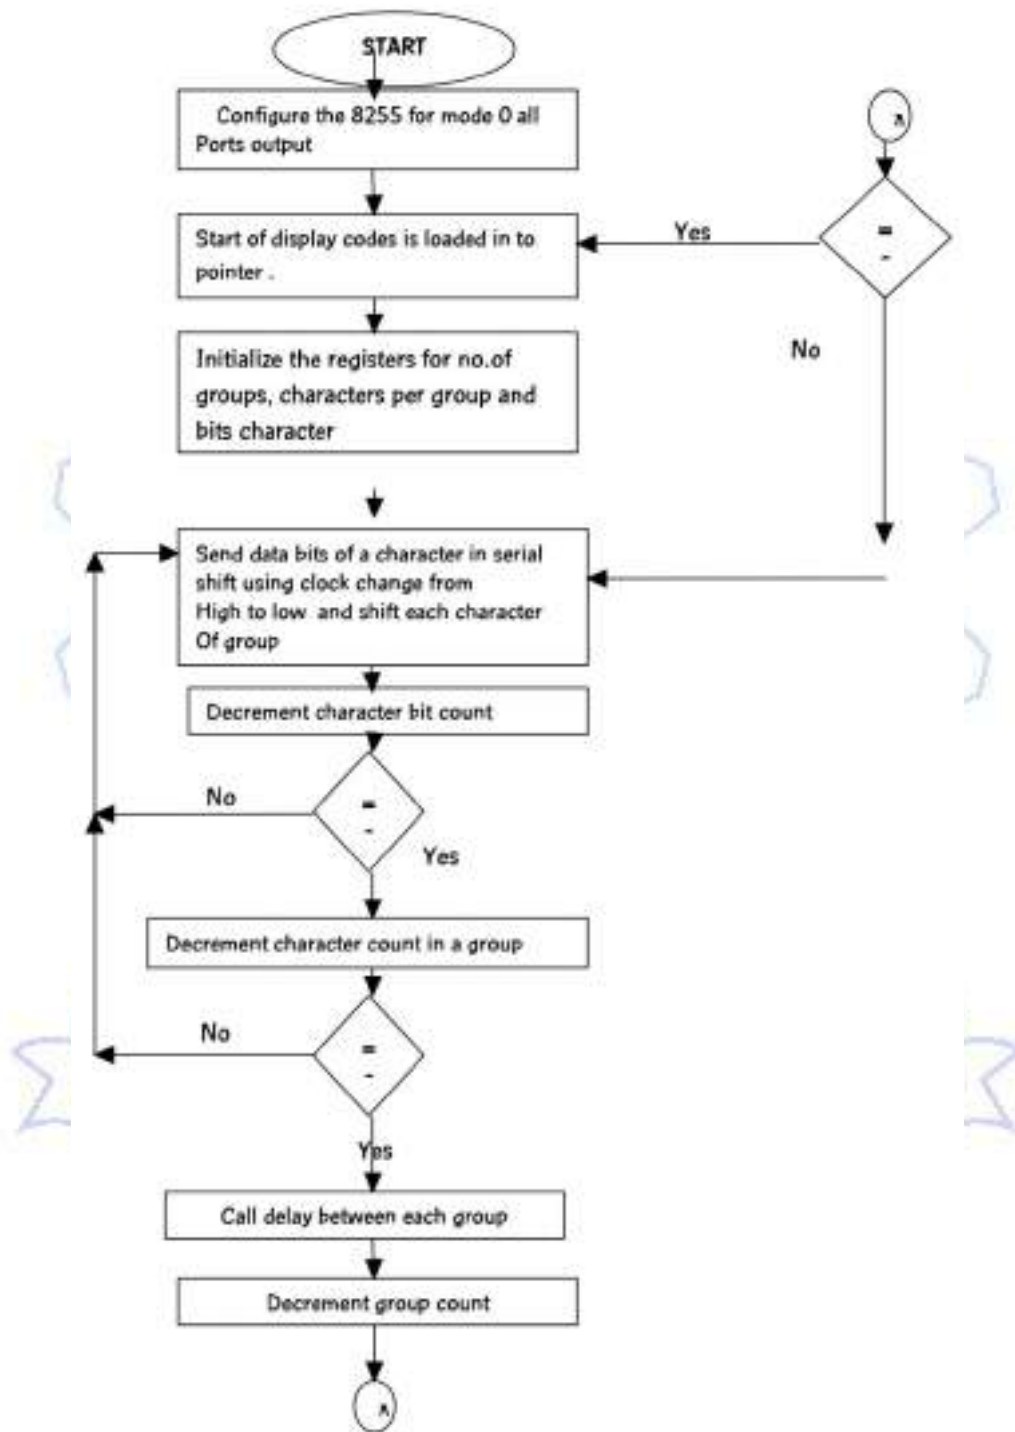 START
Configure the 8255 for mode 0 all
Ports output
A
Start of display codes is loaded in to
pointer .
Yes
=
-
Initialize the registers for no.of
groups, characters per group and
bits character
No
Send data bits of a character in serial
shift using clock change from
High to low and shift each character
Of group
Decrement character bit count
No
=
-
Yes
Decrement character count in a group
No
=
-
Yes
Call delay between each group
Decrement group count
A